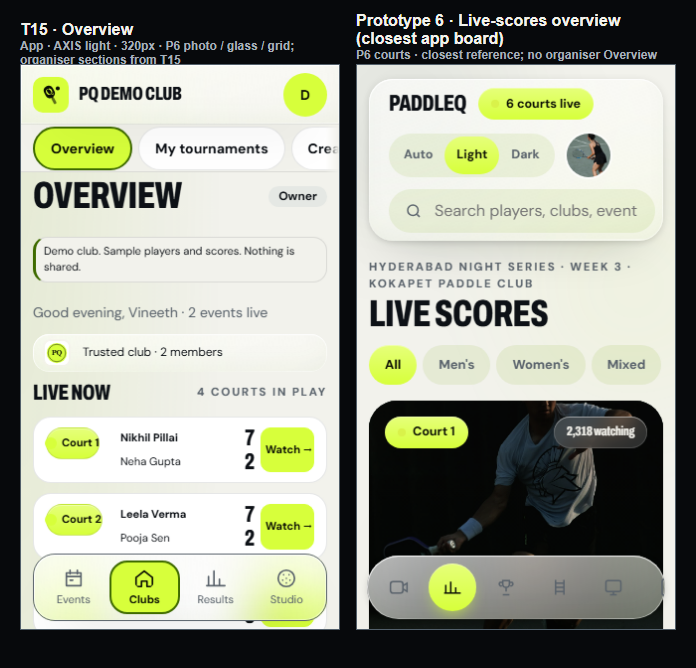 T15 · Overview
App · AXIS light · 320px · P6 photo / glass / grid;
organiser sections from T15
PQ DEMO CLUB
D
Overview
My tournaments
Crea
OVERVIEW
Owner
Demo club. Sample players and scores. Nothing is
shared.
Good evening, Vineeth · 2 events live
PQ
Trusted club · 2 members
LIVE NOW
4 COURTS IN PLAY
Court 1
Nikhil Pillai
7
Neha Gupta
2
Watch →
Court 2
Leela Verma
7
Pooja Sen
2
Watch →
Events
Clubs
Results
Studio
Prototype 6 · Live-scores overview
(closest app board)
P6 courts · closest reference; no organiser Overview
PADDLEQ
6 courts live
Auto
Light
Dark
Search players, clubs, event
HYDERABAD NIGHT SERIES · WEEK 3 ·
KOKAPET PADDLE CLUB
LIVE SCORES
All
Men's
Women's
Mixed
Court 1
2,318 watching